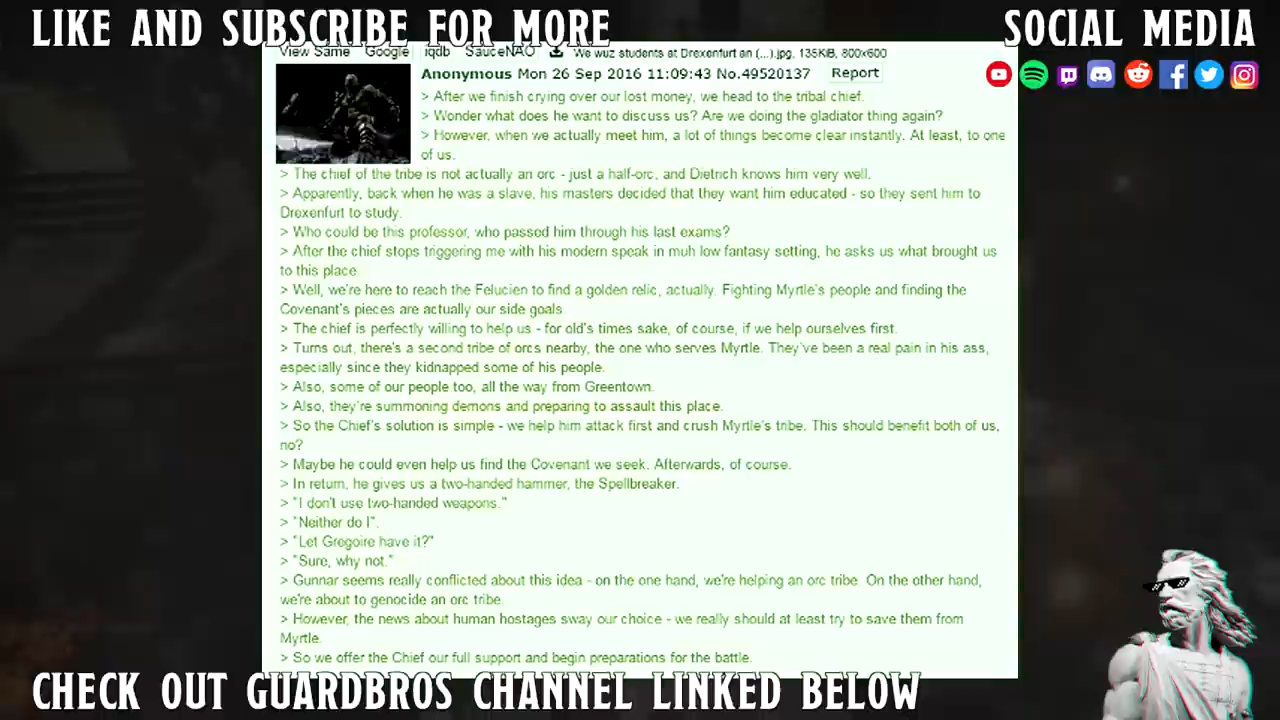 LIKE AND SUBSCRIBE FOR MORE
SOCIAL MEDIA
View Same Google iqdb SauceNAO We wuz students at Drexenfurt an (...).jpg, 135KiB, 800x600
Anonymous Mon 26 Sep 2016 11:09:43 No.49520137 Report
> After we finish crying over our lost money, we head to the tribal chief.
> Wonder what does he want to discuss us? Are we doing the gladiator thing again?
> However, when we actually meet him, a lot of things become clear instantly. At least, to one
of us.
> The chief of the tribe is not actually an orc - just a half-orc, and Dietrich knows him very well.
> Apparently, back when he was a slave, his masters decided that they want him educated - so they sent him to
Drexenfurt to study.
> Who could be this professor, who passed him through his last exams?
> After the chief stops triggering me with his modern speak in muh low fantasy setting, he asks us what brought us
to this place.
> Well, we're here to reach the Felucien to find a golden relic, actually. Fighting Myrtle's people and finding the
Covenant's pieces are actually our side goals
> The chief is perfectly willing to help us - for old's times sake, of course, if we help ourselves first.
> Turns out, there's a second tribe of orcs nearby, the one who serves Myrtle. They've been a real pain in his ass,
especially since they kidnapped some of his people.
> Also, some of our people too, all the way from Greentown.
> Also, they're summoning demons and preparing to assault this place.
> So the Chief's solution is simple - we help him attack first and crush Myrtle's tribe. This should benefit both of us,
no?
> Maybe he could even help us find the Covenant we seek. Afterwards, of course.
> In return, he gives us a two-handed hammer, the Spellbreaker.
> "I don't use two-handed weapons."
> "Neither do I".
> "Let Gregoire have it?"
> "Sure, why not."
> Gunnar seems really conflicted about this idea - on the one hand, we're helping an orc tribe. On the other hand,
we're about to genocide an orc tribe.
> However, the news about human hostages sway our choice - we really should at least try to save them from
Myrtle.
> So we offer the Chief our full support and begin preparations for the battle.
CHECK OUT GUARDBROS CHANNEL LINKED BELOW